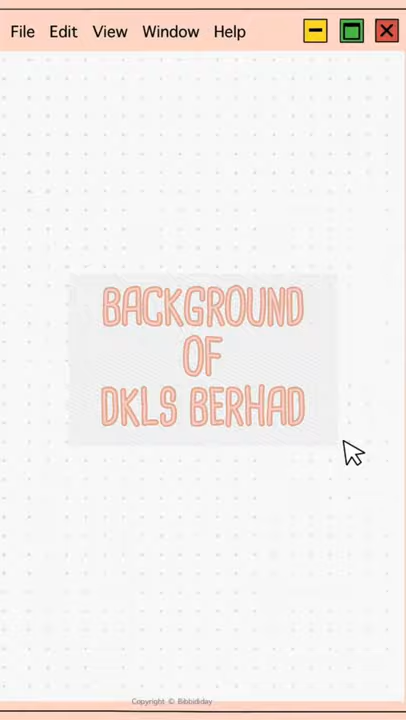 File Edit View Window Help
BACKGROUND
OF
DKLS BERHAD
Copyright © Bibbididay